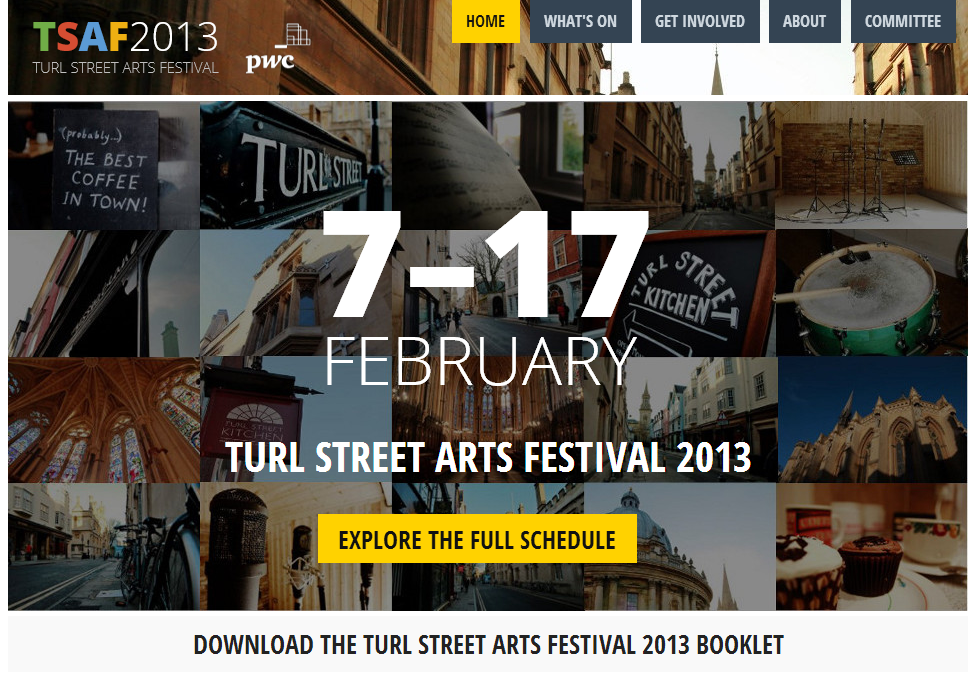 TSAF2013
TURL STREET ARTS FESTIVAL
pwc
HOME
WHAT'S ON
GET INVOLVED
ABOUT
COMMITTEE
(probably...)
THE BEST
COFFEE
IN TOWN!
TURL STREET
7–17
FEBRUARY
TURL STREET
KITCHEN
TURL STREET
KITCHEN
TURL STREET ARTS FESTIVAL 2013
EXPLORE THE FULL SCHEDULE
DOWNLOAD THE TURL STREET ARTS FESTIVAL 2013 BOOKLET